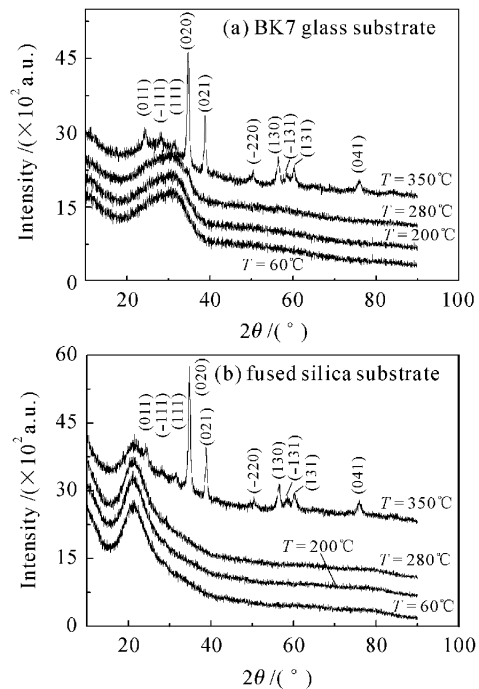 (a) BK7 glass substrate
Intensity /(×10² a.u.)
45
30
15
0
(011)
(-111)
(111)
(020)
(021)
(-220)
(130)
(-131)
(131)
(041)
T = 350℃
T = 280℃
T = 200℃
T = 60℃
20 40 60 80 100
2θ /(°)
(b) fused silica substrate
Intensity /(×10² a.u.)
60
45
30
15
0
(011)
(-111)
(111)
(020)
(021)
(-220)
(130)
(-131)
(131)
(041)
T = 350℃
T = 200℃
T = 280℃
T = 60℃
20 40 60 80 100
2θ /(°)